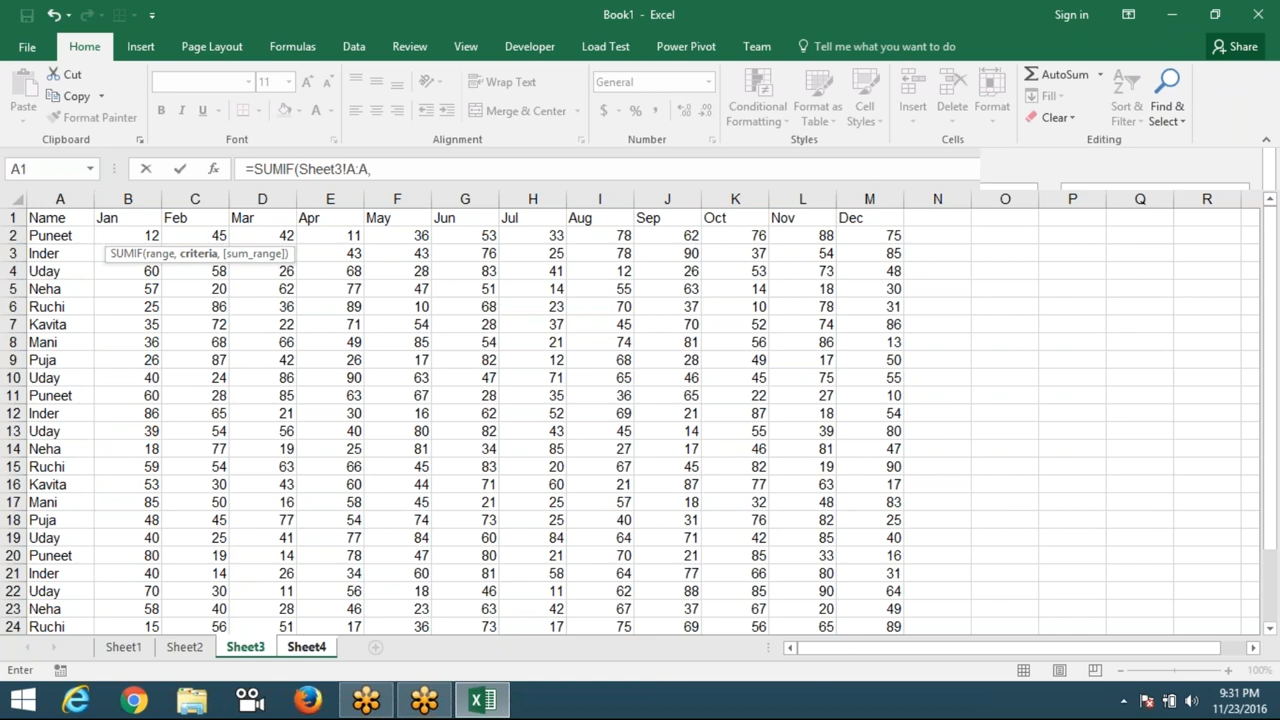 Book1 - Excel
Sign in
File Home Insert Page Layout Formulas Data Review View Developer Load Test Power Pivot Team Tell me what you want to do Share
Paste Cut Copy Format Painter
11
Wrap Text
Merge & Center
General
Conditional Formatting Format as Table Cell Styles
Insert Delete Format
AutoSum Fill Clear
Sort & Filter Find & Select
Clipboard Font Alignment Number Styles Cells Editing
A1 =SUMIF(Sheet3!A:A,
A B C D E F G H I J K L M N O P Q R
1 Name Jan Feb Mar Apr May Jun Jul Aug Sep Oct Nov Dec
2 Puneet 12 45 42 11 36 53 33 78 62 76 88 75
3 Inder SUMIF(range, criteria, [sum_range]) 43 43 76 25 78 90 37 54 85
4 Uday 60 58 26 68 28 83 41 12 26 53 73 48
5 Neha 57 20 62 77 47 51 14 55 63 14 18 30
6 Ruchi 25 86 36 89 10 68 23 70 37 10 78 31
7 Kavita 35 72 22 71 54 28 37 45 70 52 74 86
8 Mani 36 68 66 49 85 54 21 74 81 56 86 13
9 Puja 26 87 42 26 17 82 12 68 28 49 17 50
10 Uday 40 24 86 90 63 47 71 65 46 45 75 55
11 Puneet 60 28 85 63 67 28 35 36 65 22 27 10
12 Inder 86 65 21 30 16 62 52 69 21 87 18 54
13 Uday 39 54 56 40 80 82 43 45 14 55 39 80
14 Neha 18 77 19 25 81 34 85 27 17 46 81 47
15 Ruchi 59 54 63 66 45 83 20 67 45 82 19 90
16 Kavita 53 30 43 60 44 71 60 21 87 77 63 17
17 Mani 85 50 16 58 45 21 25 57 18 32 48 83
18 Puja 48 45 77 54 74 73 25 40 31 76 82 25
19 Uday 40 25 41 77 84 60 84 64 71 42 85 40
20 Puneet 80 19 14 78 47 80 21 70 21 85 33 16
21 Inder 40 14 26 34 60 81 58 64 77 66 80 31
22 Uday 70 30 11 56 18 46 11 62 88 85 90 64
23 Neha 58 40 28 46 23 63 42 67 37 67 20 49
24 Ruchi 15 56 51 17 36 73 17 75 69 56 65 89
Sheet1 Sheet2 Sheet3 Sheet4
Enter 100%
9:31 PM
11/23/2016